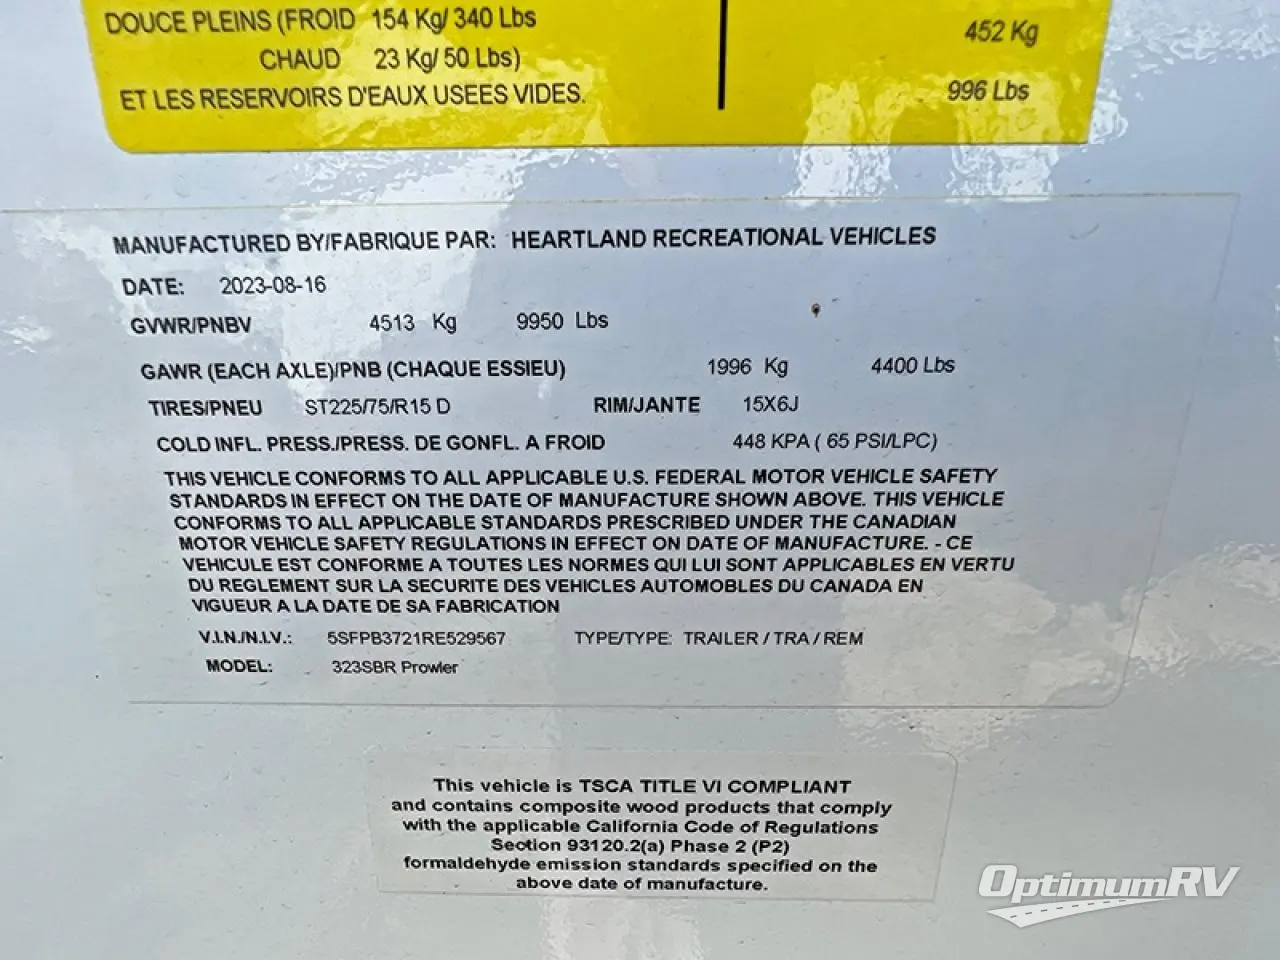 DOUCE PLEINS (FROID 154 Kg/ 340 Lbs
452 Kg
CHAUD 23 Kg/ 50 Lbs)
ET LES RESERVOIRS D'EAUX USEES VIDES.
996 Lbs
MANUFACTURED BY/FABRIQUE PAR: HEARTLAND RECREATIONAL VEHICLES
DATE: 2023-08-16
GVWR/PNBV 4513 Kg 9950 Lbs
GAWR (EACH AXLE)/PNB (CHAQUE ESSIEU) 1996 Kg 4400 Lbs
TIRES/PNEU ST225/75/R15 D RIM/JANTE 15X6J
COLD INFL. PRESS./PRESS. DE GONFL. A FROID 448 KPA ( 65 PSI/LPC)
THIS VEHICLE CONFORMS TO ALL APPLICABLE U.S. FEDERAL MOTOR VEHICLE SAFETY
STANDARDS IN EFFECT ON THE DATE OF MANUFACTURE SHOWN ABOVE. THIS VEHICLE
CONFORMS TO ALL APPLICABLE STANDARDS PRESCRIBED UNDER THE CANADIAN
MOTOR VEHICLE SAFETY REGULATIONS IN EFFECT ON DATE OF MANUFACTURE. - CE
VEHICULE EST CONFORME A TOUTES LES NORMES QUI LUI SONT APPLICABLES EN VERTU
DU REGLEMENT SUR LA SECURITE DES VEHICLES AUTOMOBLES DU CANADA EN
VIGUEUR A LA DATE DE SA FABRICATION
V.I.N./N.I.V.: 5SFPB3721RE529567 TYPE/TYPE: TRAILER / TRA / REM
MODEL: 323SBR Prowler
This vehicle is TSCA TITLE VI COMPLIANT
and contains composite wood products that comply
with the applicable California Code of Regulations
Section 93120.2(a) Phase 2 (P2)
formaldehyde emission standards specified on the
above date of manufacture.
OptimumRV